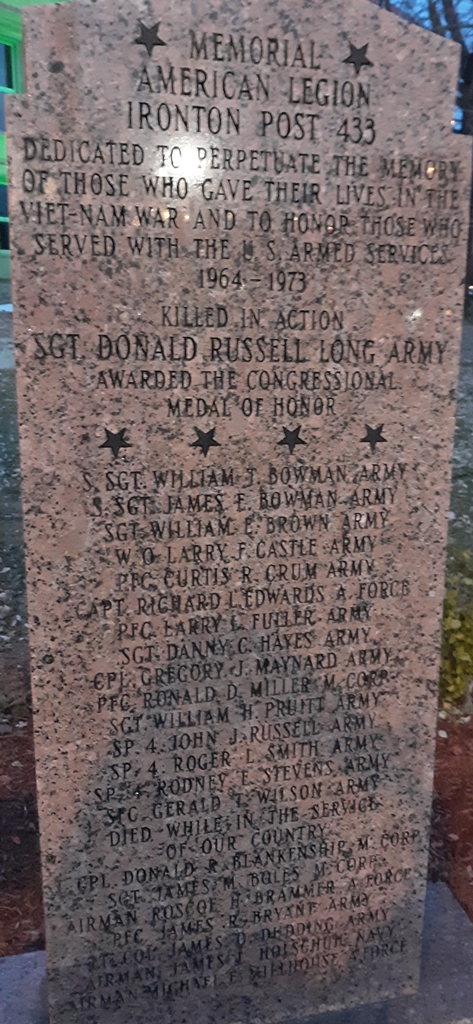 MEMORIAL
AMERICAN LEGION
IRONTON POST 433
DEDICATED TO PERPETUATE THE MEMORY
OF THOSE WHO GAVE THEIR LIVES IN THE
VIET-NAM WAR AND TO HONOR THOSE WHO
SERVED WITH THE U.S. ARMED SERVICES
1964-1973
KILLED IN ACTION
SGT. DONALD RUSSELL LONG ARMY
AWARDED THE CONGRESSIONAL
MEDAL OF HONOR
S. SGT. WILLIAM T. BOWMAN ARMY
S. SGT. JAMES E. BOWMAN ARMY
SGT. WILLIAM E. BROWN ARMY
W.O. LARRY F. CASTLE ARMY
PFC. CURTIS R. CRUM ARMY
CAPT. RICHARD L. EDWARDS A. FORCE
PFC. LARRY L. FULLER ARMY
SGT. DANNY C. HAYES ARMY
CPL. GREGORY J. MAYNARD ARMY
PFC. RONALD D. MILLER M. CORP.
SGT. WILLIAM H. PRUITT ARMY
SP. 4. JOHN J. RUSSELL ARMY
SP. 4. ROGER L. SMITH ARMY
SP. 4. RODNEY E. STEVENS ARMY
SFC. GERALD T. WILSON ARMY
DIED WHILE IN THE SERVICE
OF OUR COUNTRY
CPL. DONALD R. BLANKENSHIP M. CORP.
SGT. JAMES M. BOLES M. CORP.
AIRMAN ROSCOE H. BRAMMER A. FORCE
PFC. JAMES R. BRYANT ARMY
LT. COL. JAMES ARMY
AIRMAN JAMES HOLSCHUH NAVY
AIRMAN MICHAEL E. MILLHOUSE A. FORCE